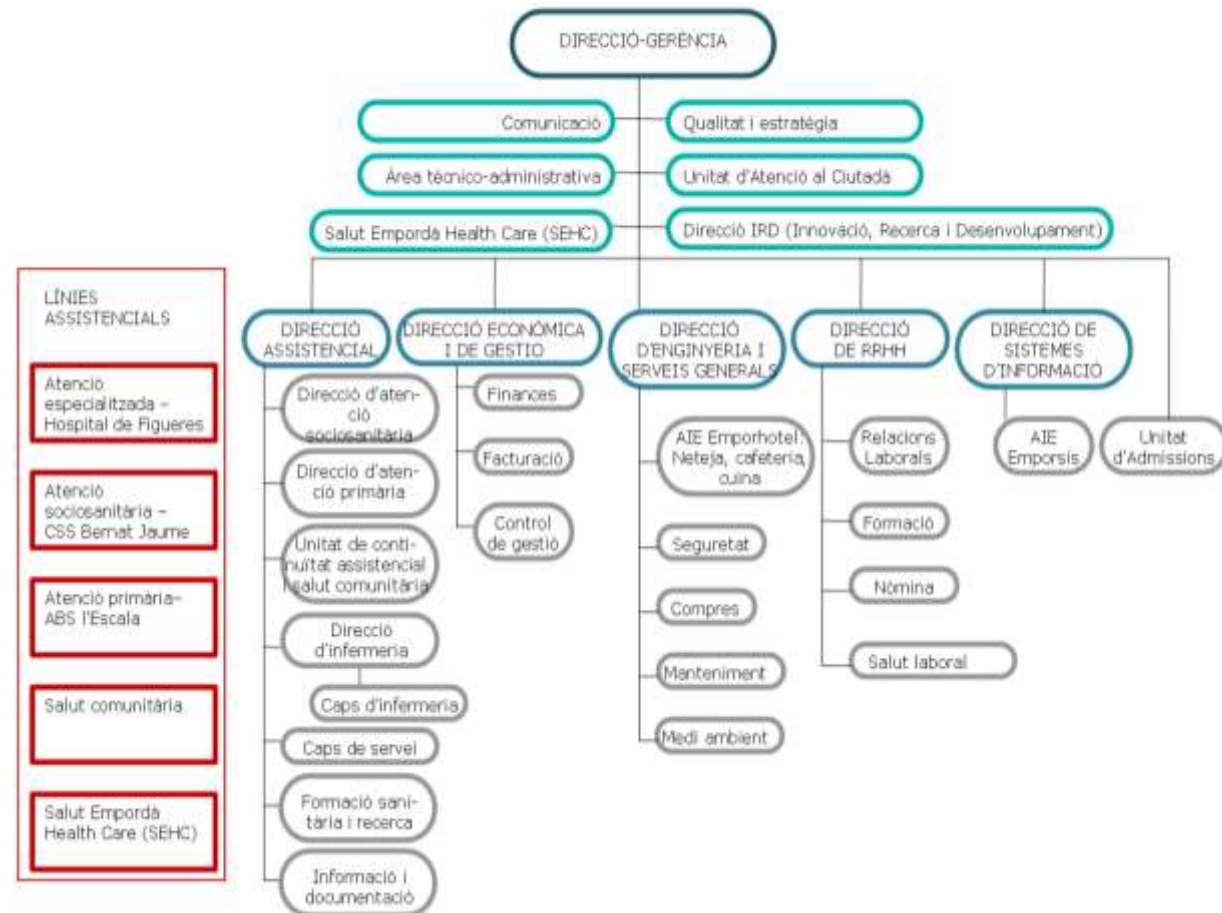 DIRECCIÓ-GERÈNCIA
Comunicació
Qualitat i estratègia
Àrea tècnico-administrativa
Unitat d'Atenció al Ciutadà
Salut Empordà Health Care (SEHC)
Direcció IRD (Innovació, Recerca i Desenvolupament)
LÍNIES
ASSISTENCIALS
Atenció
especialitzada –
Hospital de Figueres
Atenció
sociosanitària –
CSS Bernat Jaume
Atenció primària–
ABS l'Escala
Salut comunitària
Salut Empordà
Health Care (SEHC)
DIRECCIÓ
ASSISTENCIAL
Direcció d'aten-
ció
sociosanitària
Direcció d'aten-
ció primària
Unitat de conti-
nuïtat assistencial
i salut comunitària
Direcció
d'infermeria
Caps d'infermeria
Caps de servei
Formació sani-
tària i recerca
Informació i
documentació
DIRECCIÓ ECONÒMICA
I DE GESTIO
Finances
Facturació
Control
de gestió
DIRECCIÓ
D'ENGINYERIA I
SERVEIS GENERALS
AIE Emporhotel:
Neteja, cafeteria,
cuina
Seguretat
Compres
Manteniment
Medi ambient
DIRECCIÓ
DE RRHH
Relacions
Laborals
Formació
Nòmina
Salut laboral
DIRECCIÓ DE
SISTEMES
D'INFORMACIÓ
AIE
Emporsis
Unitat
d'Admissions